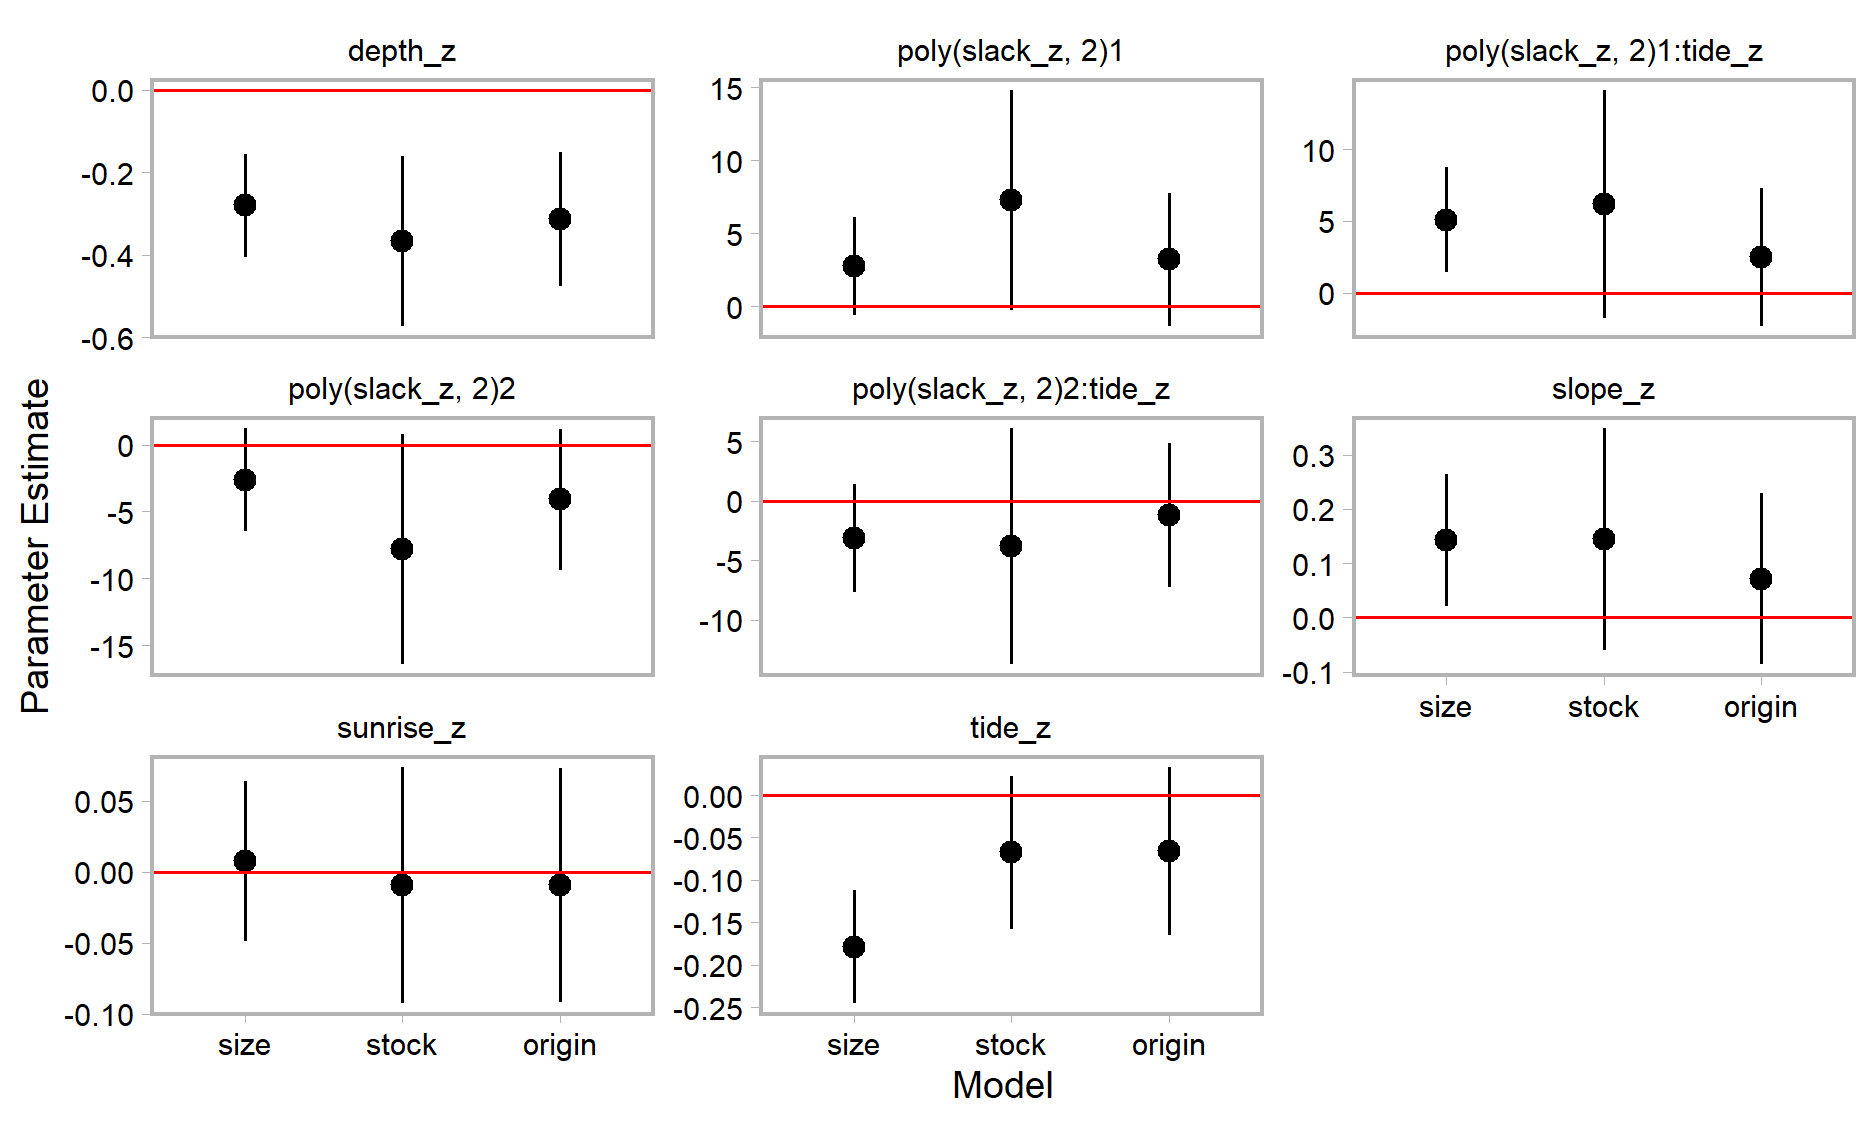 depth_z
poly(slack_z, 2)1
poly(slack_z, 2)1:tide_z
0.0
-0.2
-0.4
-0.6
15
10
5
0
10
5
0
Parameter Estimate
poly(slack_z, 2)2
poly(slack_z, 2)2:tide_z
slope_z
0
-5
-10
-15
5
0
-5
-10
0.3
0.2
0.1
0.0
-0.1
size stock origin
sunrise_z
tide_z
0.05
0.00
-0.05
-0.10
0.00
-0.05
-0.10
-0.15
-0.20
-0.25
size stock origin
size stock origin
Model